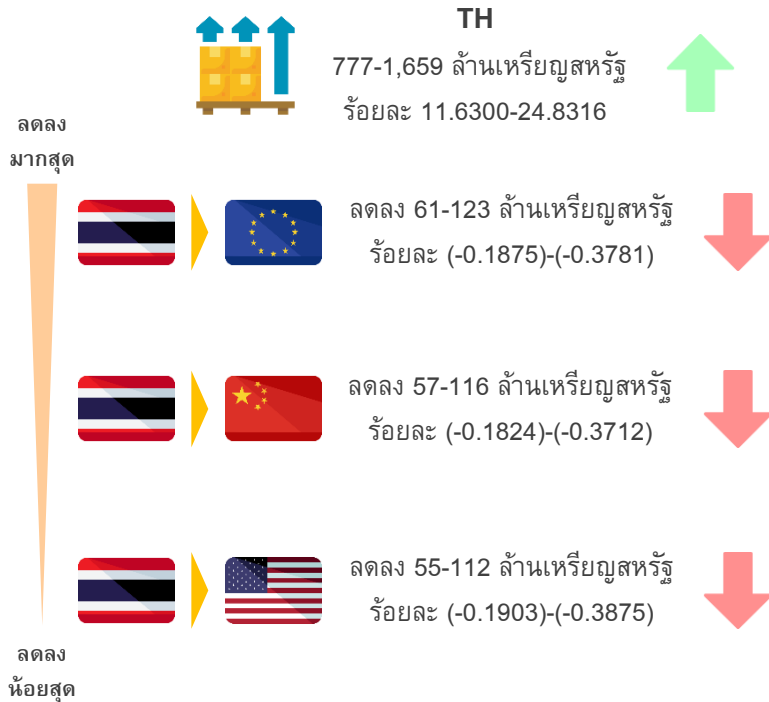 TH
777-1,659 ล้านเหรียญสหรัฐ
ร้อยละ 11.6300-24.8316
ลดลง
มากสุด
ลดลง 61-123 ล้านเหรียญสหรัฐ
ร้อยละ (-0.1875)-(-0.3781)
ลดลง 57-116 ล้านเหรียญสหรัฐ
ร้อยละ (-0.1824)-(-0.3712)
ลดลง 55-112 ล้านเหรียญสหรัฐ
ร้อยละ (-0.1903)-(-0.3875)
ลดลง
น้อยสุด